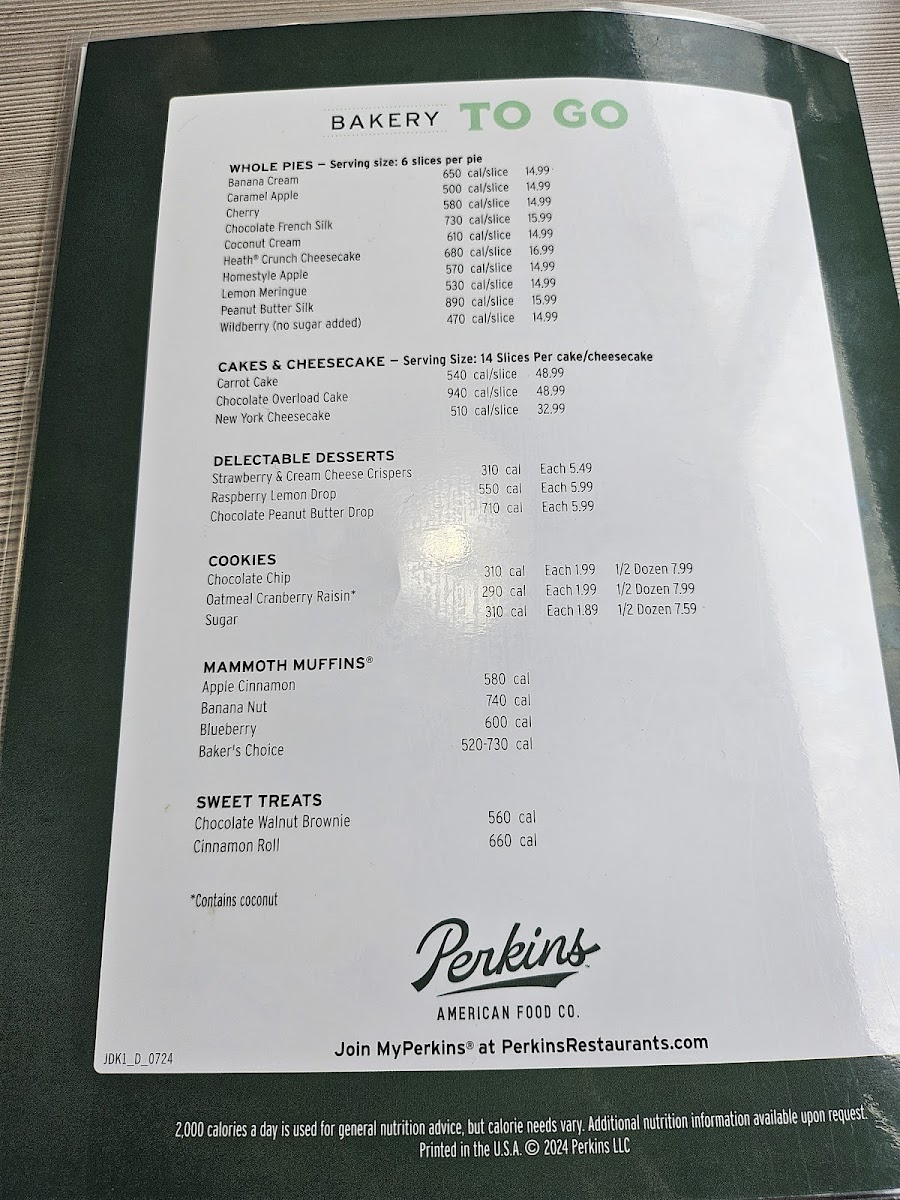 BAKERY TO GO
WHOLE PIES – Serving size: 6 slices per pie
Banana Cream 650 cal/slice 14.99
Caramel Apple 500 cal/slice 14.99
Cherry 580 cal/slice 14.99
Chocolate French Silk 730 cal/slice 15.99
Coconut Cream 610 cal/slice 14.99
Heath® Crunch Cheesecake 680 cal/slice 16.99
Homestyle Apple 570 cal/slice 14.99
Lemon Meringue 530 cal/slice 14.99
Peanut Butter Silk 890 cal/slice 15.99
Wildberry (no sugar added) 470 cal/slice 14.99
CAKES & CHEESECAKE – Serving Size: 14 Slices Per cake/cheesecake
Carrot Cake 540 cal/slice 48.99
Chocolate Overload Cake 940 cal/slice 48.99
New York Cheesecake 510 cal/slice 32.99
DELECTABLE DESSERTS
Strawberry & Cream Cheese Crispers 310 cal Each 5.49
Raspberry Lemon Drop 550 cal Each 5.99
Chocolate Peanut Butter Drop 710 cal Each 5.99
COOKIES
Chocolate Chip 310 cal Each 1.99 1/2 Dozen 7.99
Oatmeal Cranberry Raisin* 290 cal Each 1.99 1/2 Dozen 7.99
Sugar 310 cal Each 1.89 1/2 Dozen 7.59
MAMMOTH MUFFINS®
Apple Cinnamon 580 cal
Banana Nut 740 cal
Blueberry 600 cal
Baker's Choice 520-730 cal
SWEET TREATS
Chocolate Walnut Brownie 560 cal
Cinnamon Roll 660 cal
*Contains coconut
Perkins™
AMERICAN FOOD CO.
Join MyPerkins® at PerkinsRestaurants.com
JDK1_D_0724
2,000 calories a day is used for general nutrition advice, but calorie needs vary. Additional nutrition information available upon request.
Printed in the U.S.A. © 2024 Perkins LLC